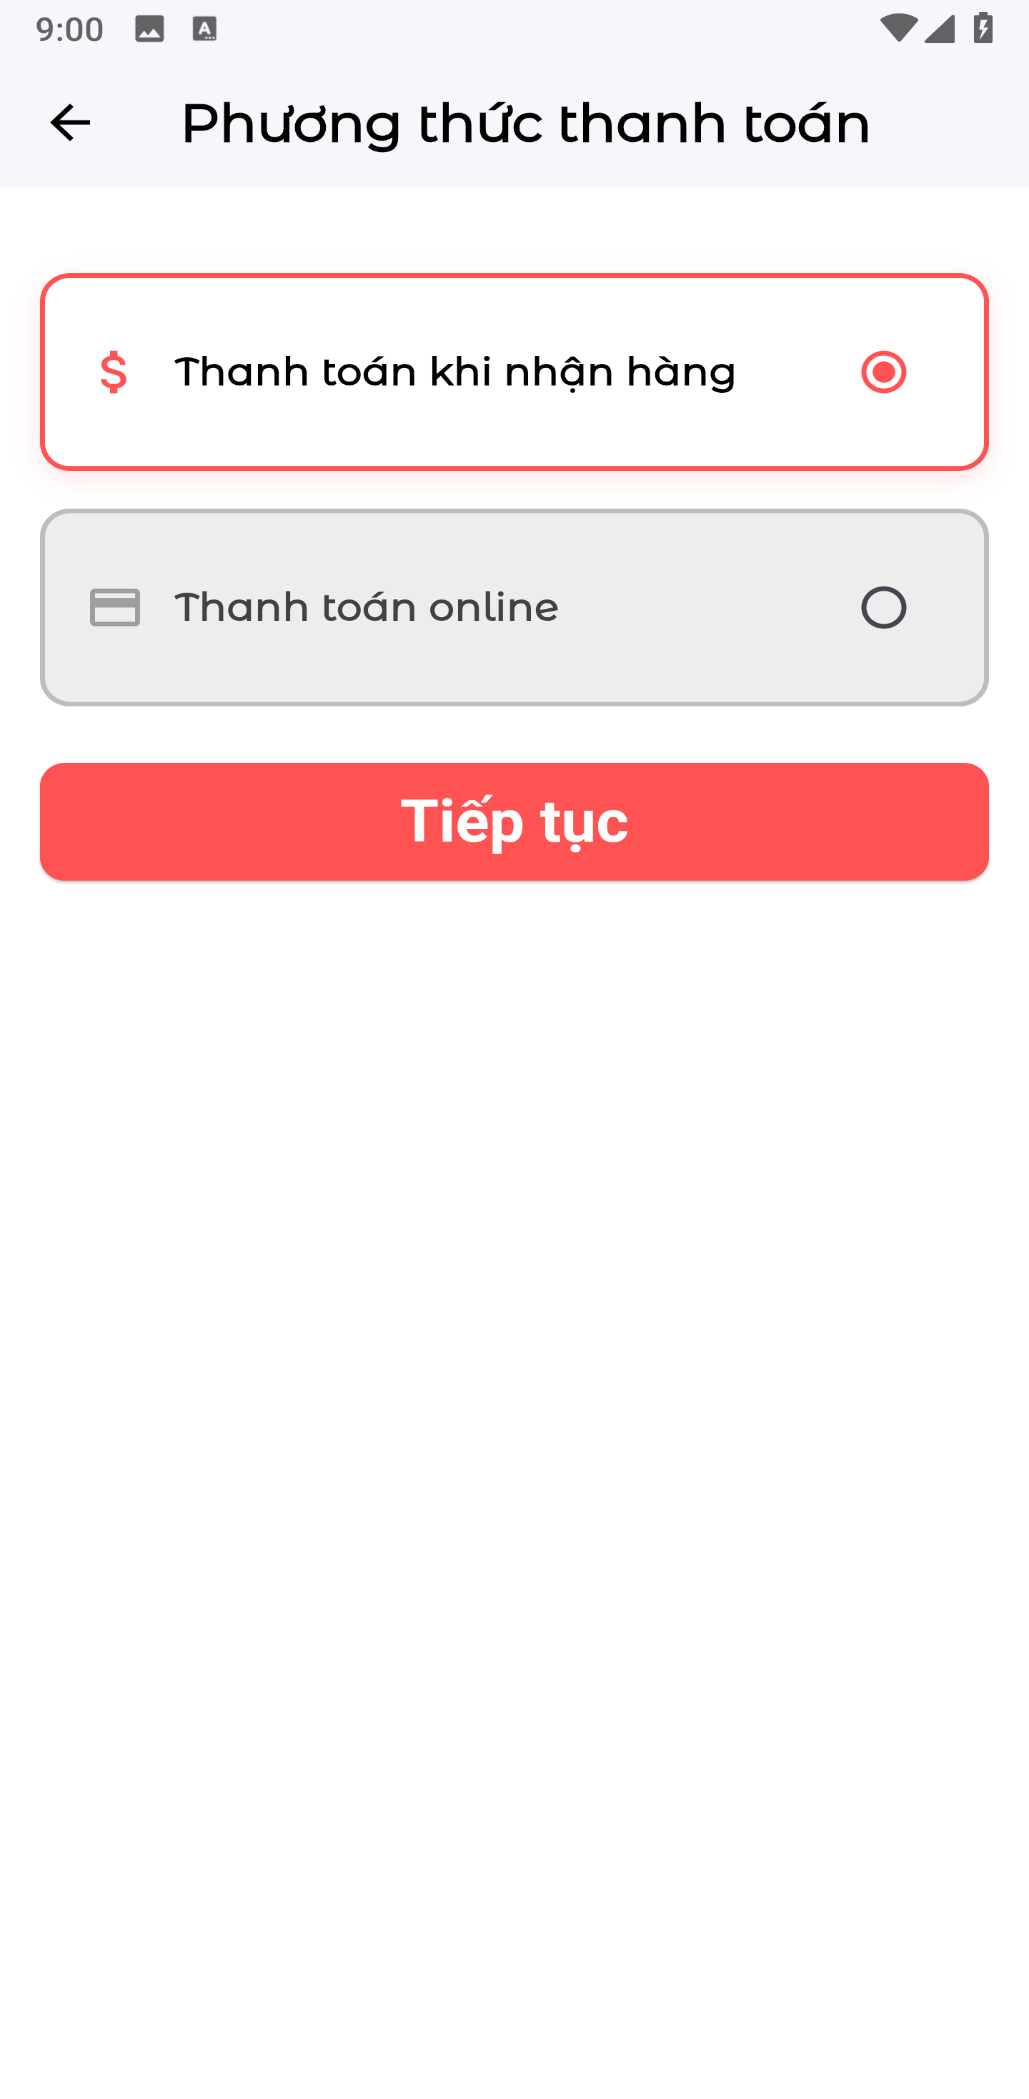 9:00
Phương thức thanh toán
Thanh toán khi nhận hàng
Thanh toán online
Tiếp tục